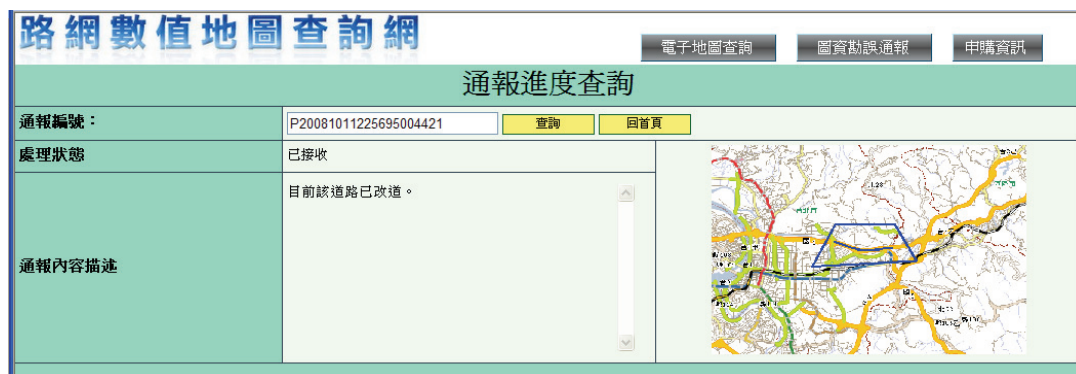 路網數值地圖查詢網
電子地圖查詢
圖資勘誤通報
申購資訊
通報進度查詢
通報編號：
P20081011225695004421
查詢
回首頁
處理狀態
已接收
通報內容描述
目前該道路已改道。